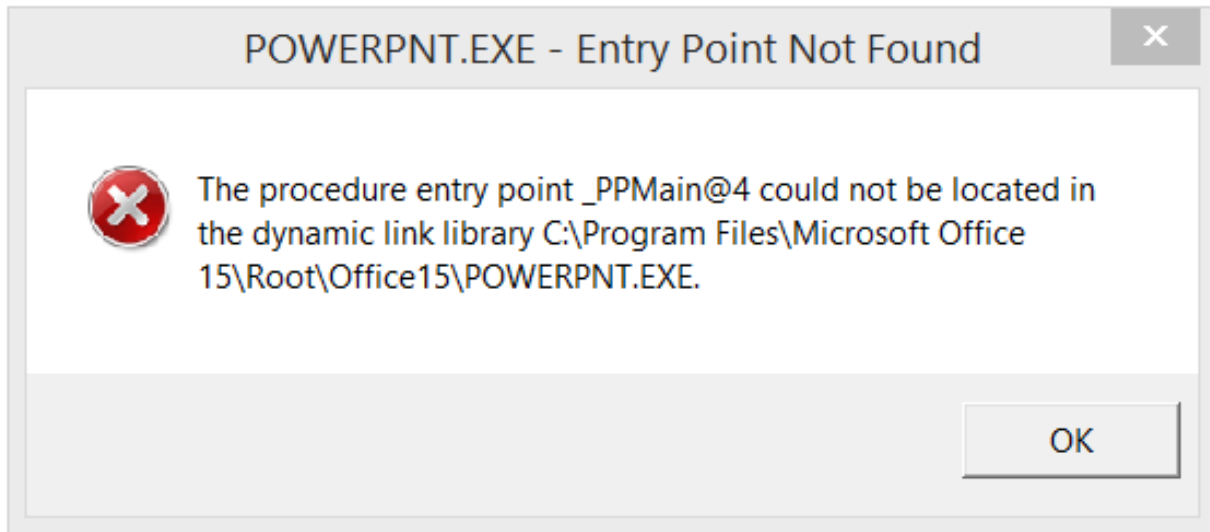 POWERPNT.EXE - Entry Point Not Found
The procedure entry point _PPMain@4 could not be located in
the dynamic link library C:\Program Files\Microsoft Office
15\Root\Office15\POWERPNT.EXE.
OK